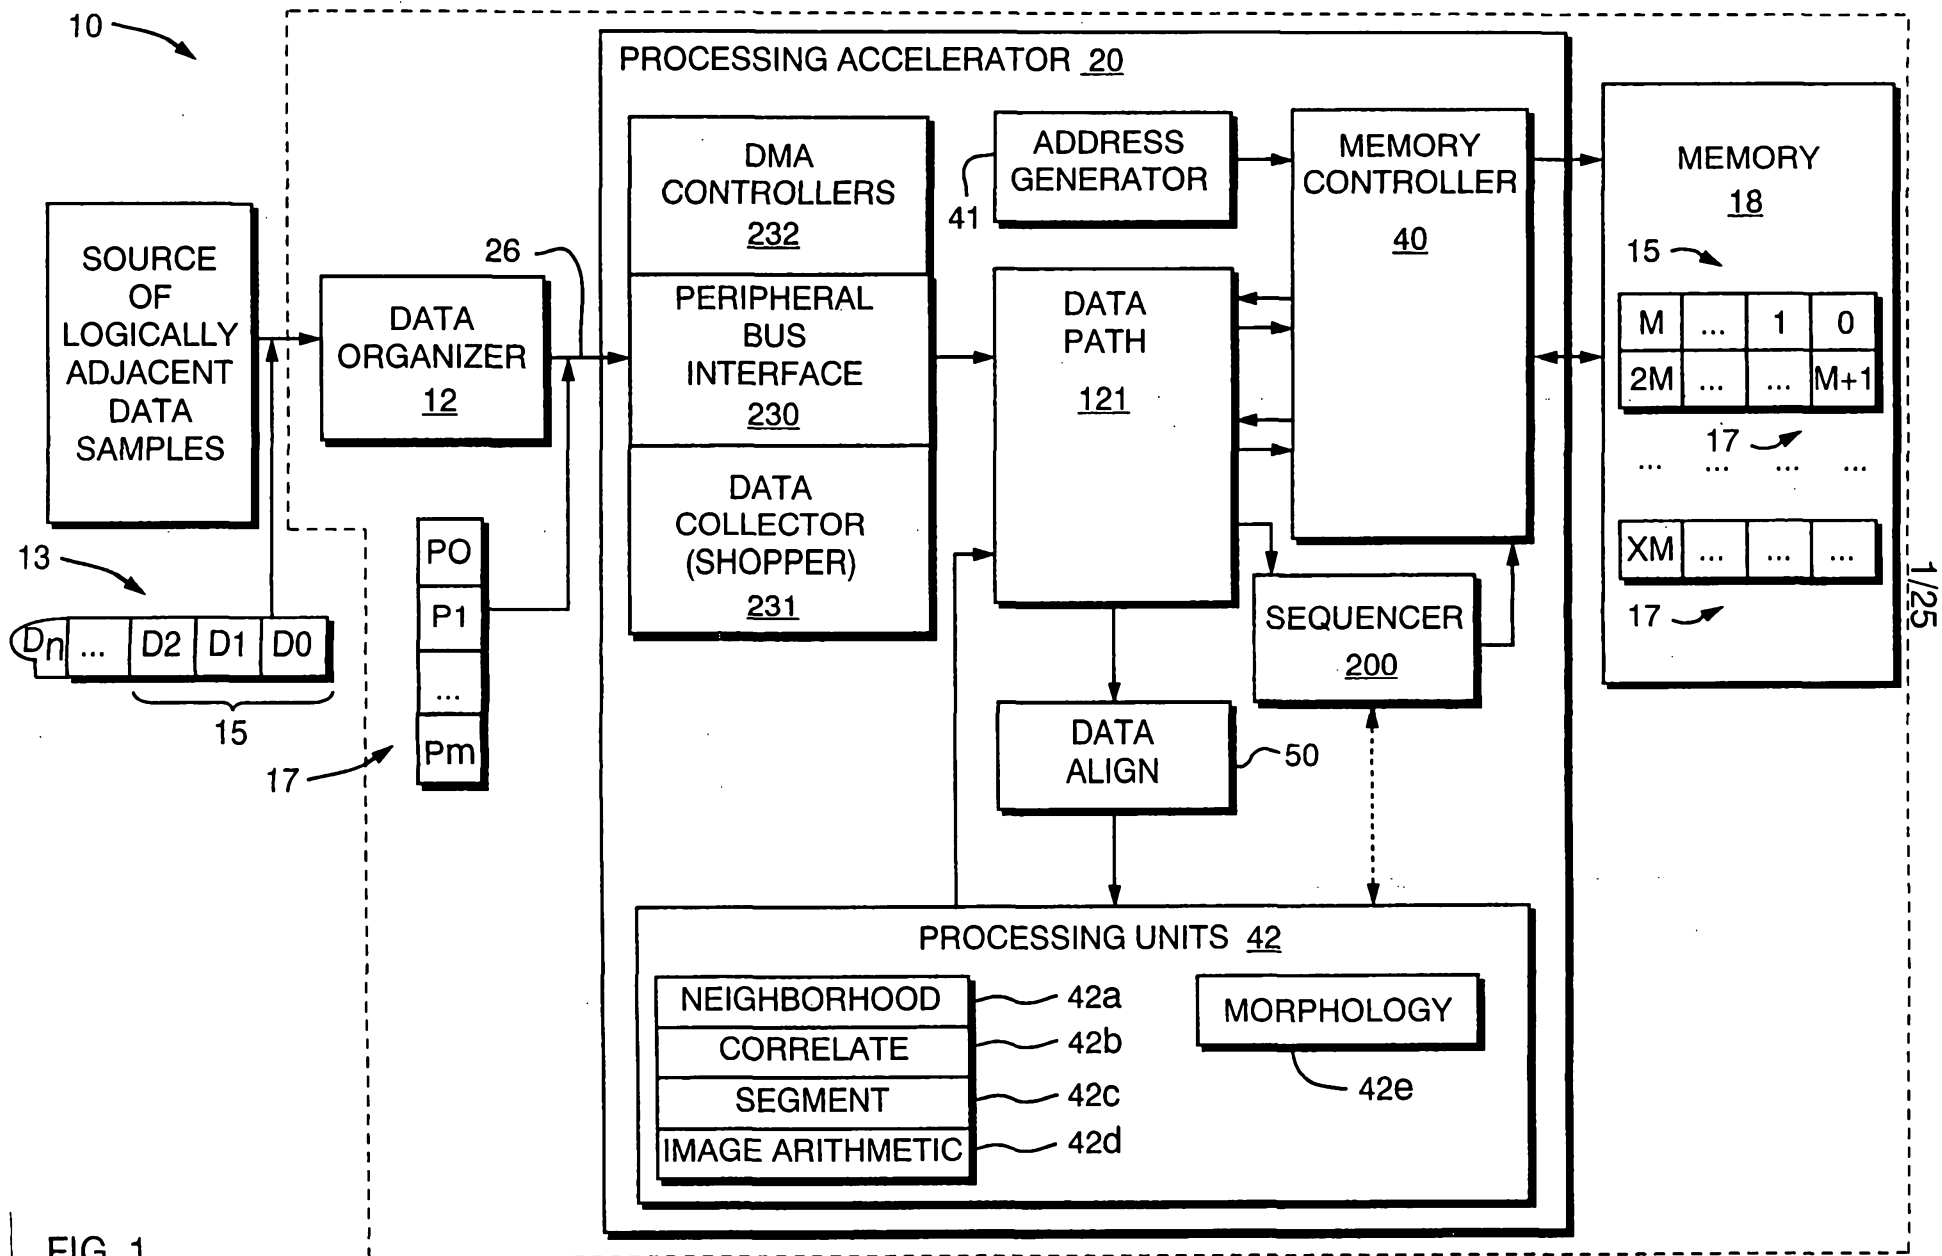 10
PROCESSING ACCELERATOR 20
SOURCE
OF
LOGICALLY
ADJACENT
DATA
SAMPLES
13
Dn ... D2 D1 D0
15
DATA
ORGANIZER
12
26
P0
P1
...
Pm
17
DMA
CONTROLLERS
232
PERIPHERAL
BUS
INTERFACE
230
DATA
COLLECTOR
(SHOPPER)
231
ADDRESS
GENERATOR
41
DATA
PATH
121
MEMORY
CONTROLLER
40
SEQUENCER
200
DATA
ALIGN
50
MEMORY
18
15
M ... 1 0
2M ... ... M+1
17
... ... ... ...
XM ... ... ...
17
PROCESSING UNITS 42
NEIGHBORHOOD 42a
CORRELATE 42b
SEGMENT 42c
IMAGE ARITHMETIC 42d
MORPHOLOGY
42e
1/25
FIG. 1